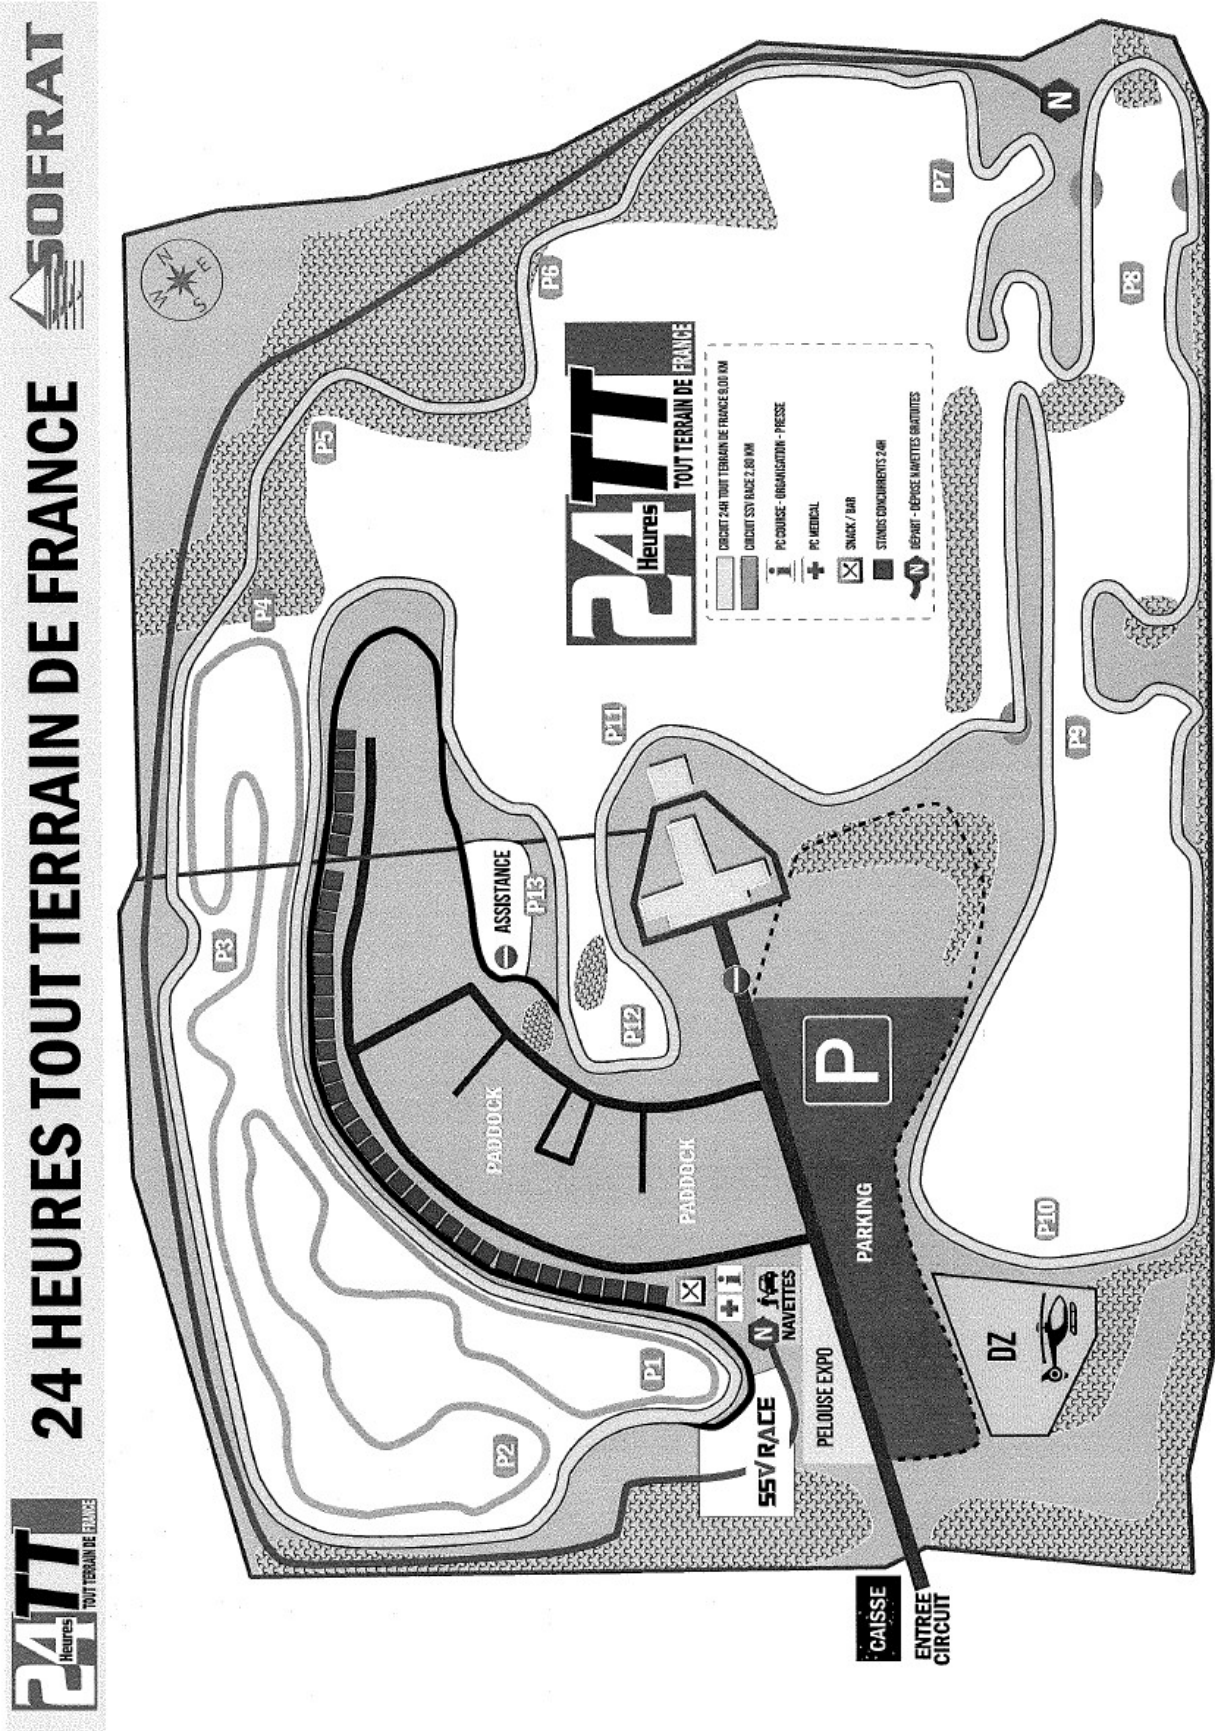 24 Heures TT
TOUT TERRAIN DE FRANCE
24 HEURES TOUT TERRAIN DE FRANCE
SOFRAT
N
E
S
W
P1
P2
P3
P4
P5
P6
P7
P8
P9
P10
P11
P12
P13
ASSISTANCE
PADDOCK
PADDOCK
24 Heures TT
TOUT TERRAIN DE FRANCE
CIRCUIT 24H TOUT TERRAIN DE FRANCE 9,00 KM
CIRCUIT SSV RACE 2,80 KM
i PC COURSE - ORGANISATION - PRESSE
PC MEDICAL
SNACK / BAR
STANDS CONCURRENTS 24H
N DÉPART - DÉPOSE NAVETTES GRATUITES
N
i
N
NAVETTES
SSV RACE
PELOUSE EXPO
P
PARKING
DZ
CAISSE
ENTRÉE
CIRCUIT